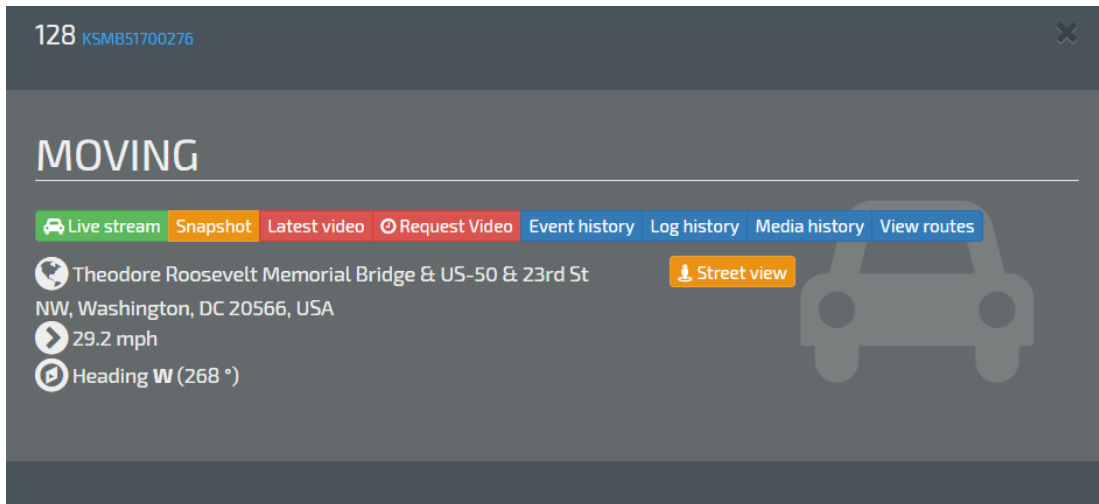 128 KSMB51700276
MOVING
Live stream Snapshot Latest video Request Video Event history Log history Media history View routes
Theodore Roosevelt Memorial Bridge & US-50 & 23rd St
NW, Washington, DC 20566, USA
Street view
29.2 mph
Heading W (268 °)